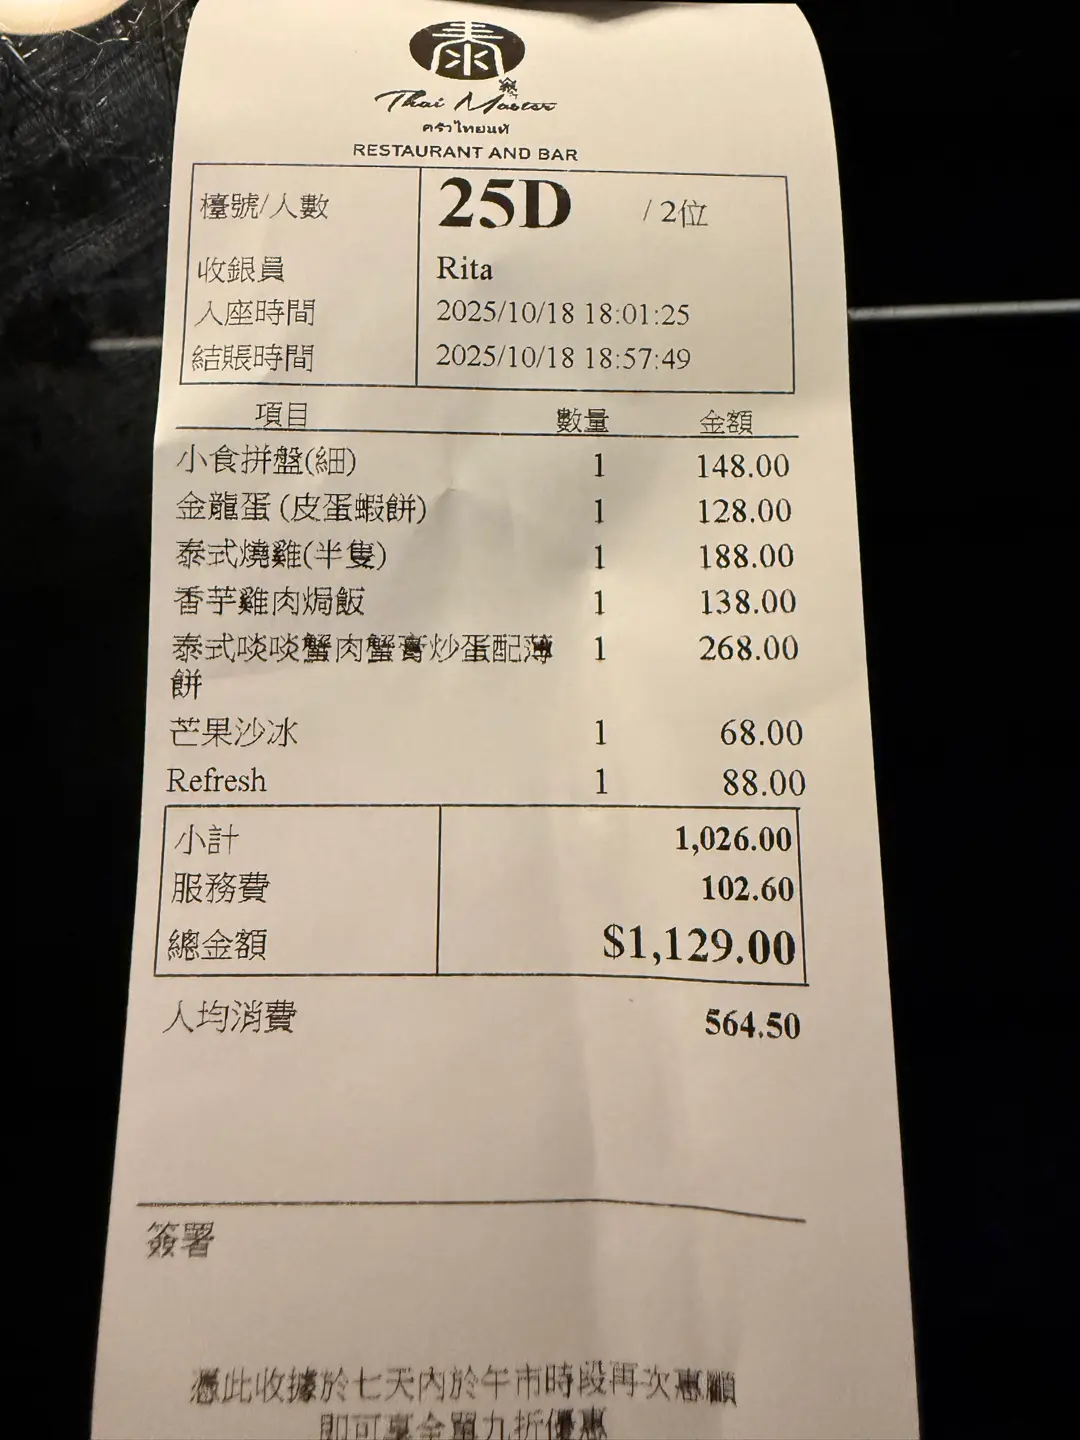 泰
Thai Master
ครัวไทยแท้
RESTAURANT AND BAR
檯號/人數 25D / 2位
收銀員 Rita
入座時間 2025/10/18 18:01:25
結賬時間 2025/10/18 18:57:49
項目 數量 金額
小食拼盤(細) 1 148.00
金龍蛋 (皮蛋蝦餅) 1 128.00
泰式燒雞(半隻) 1 188.00
香芋雞肉焗飯 1 138.00
泰式啖啖蟹肉蟹膏炒蛋配薄 1 268.00
餅
芒果沙冰 1 68.00
Refresh 1 88.00
小計 1,026.00
服務費 102.60
總金額 $1,129.00
人均消費 564.50
簽署
憑此收據於七天內於午市時段再次惠顧
即可享全單九折優惠